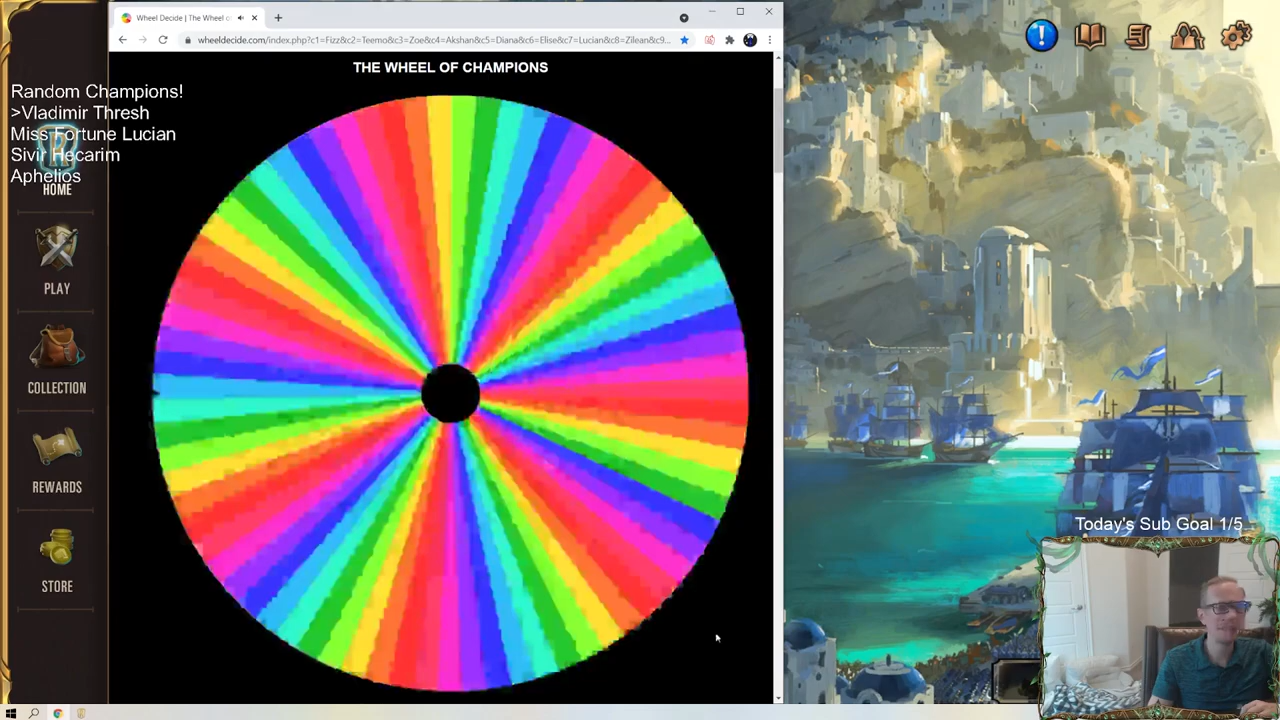 Wheel Decide | The Wheel o
wheeldecide.com/index.php?c1=Fizz&c2=Teemo&c3=Zoe&c4=Akshan&c5=Diana&c6=Elise&c7=Lucian&c8=Zilean&c9...
THE WHEEL OF CHAMPIONS
Random Champions!
>Vladimir Thresh
Miss Fortune Lucian
Sivir Hecarim
Aphelios
HOME
PLAY
COLLECTION
REWARDS
STORE
Today's Sub Goal 1/5